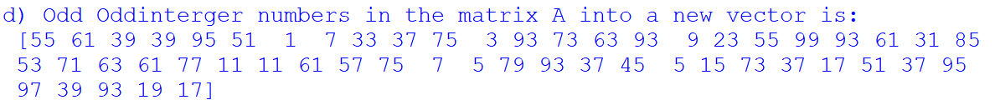 d) Odd Oddinterger numbers in the matrix A into a new vector is:
[55 61 39 39 95 51  1  7 33 37 75  3 93 73 63 93  9 23 55 99 93 61 31 85
53 71 63 61 77 11 11 61 57 75  7  5 79 93 37 45  5 15 73 37 17 51 37 95
97 39 93 19 17]